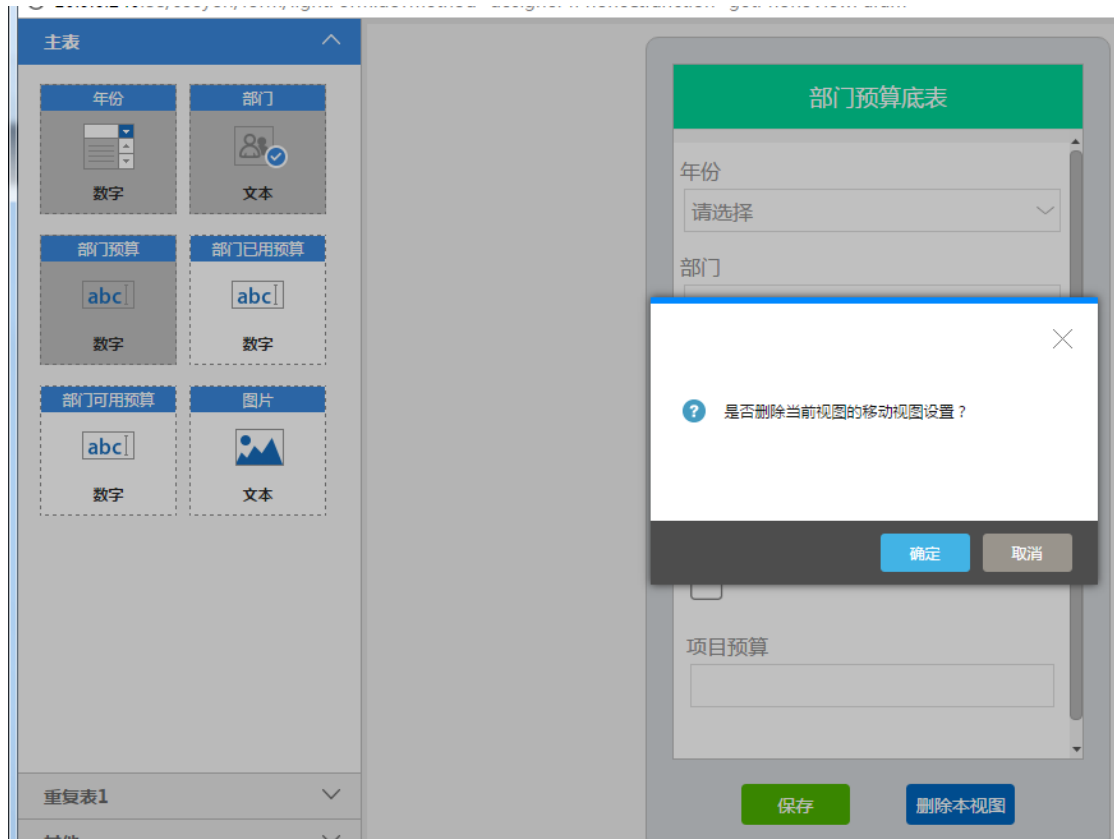 主表
年份
数字
部门
文本
部门预算
abc
数字
部门已用预算
abc
数字
部门可用预算
abc
数字
图片
文本
重复表1
部门预算底表
年份
请选择
部门
是否删除当前视图的移动视图设置？
确定
取消
项目预算
保存
删除本视图